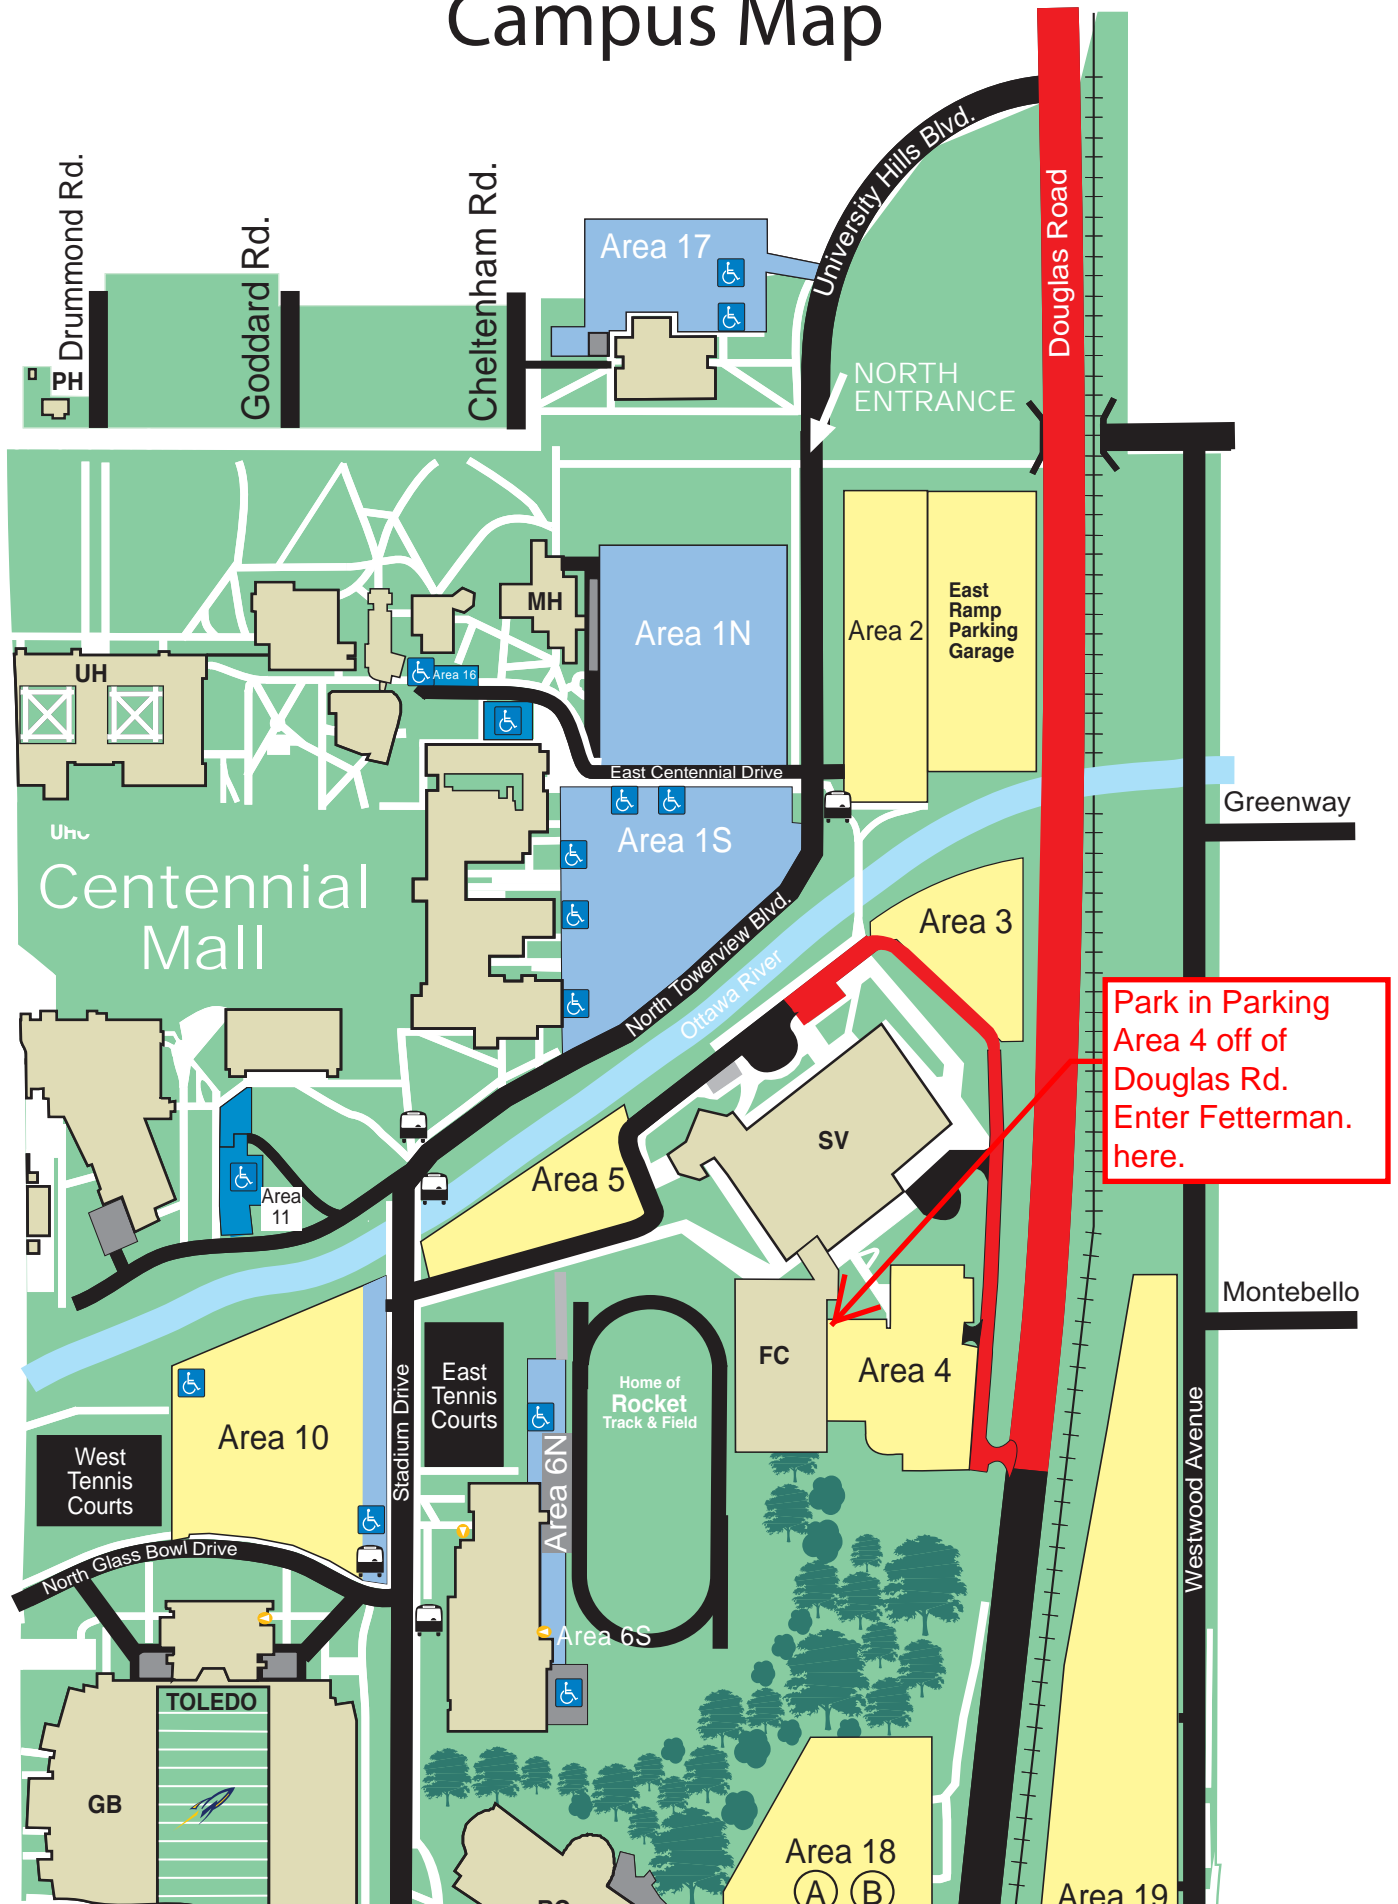 Campus Map
Drummond Rd.
Goddard Rd.
Cheltenham Rd.
University Hills Blvd.
Douglas Road
Area 17
PH
NORTH
ENTRANCE
MH
Area 1N
Area 2
East
Ramp
Parking
Garage
UH
Area 16
East Centennial Drive
Greenway
Area 1S
Centennial
Mall
North Towerview Blvd.
Ottawa River
Area 3
Park in Parking
Area 4 off of
Douglas Rd.
Enter Fetterman.
here.
SV
Area 5
Area
11
Montebello
FC
Area 4
East
Tennis
Courts
Home of
Rocket
Track & Field
Stadium Drive
Area 10
West
Tennis
Courts
Area 6N
Westwood Avenue
North Glass Bowl Drive
Area 6S
TOLEDO
GB
Area 18
A B
Area 19